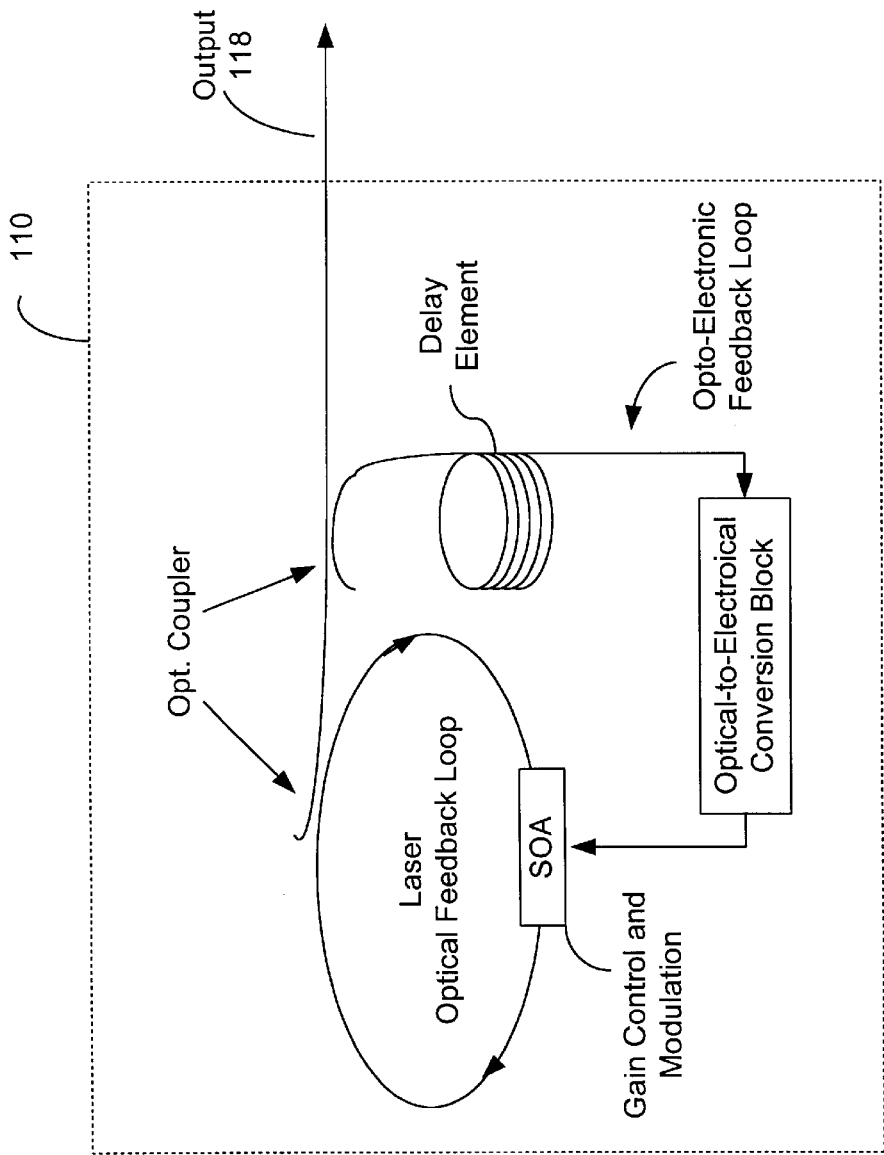 110
Output
118
Opt. Coupler
Delay
Element
Opto-Electronic
Feedback Loop
Laser
Optical Feedback Loop
SOA
Optical-to-Electroical
Conversion Block
Gain Control and
Modulation